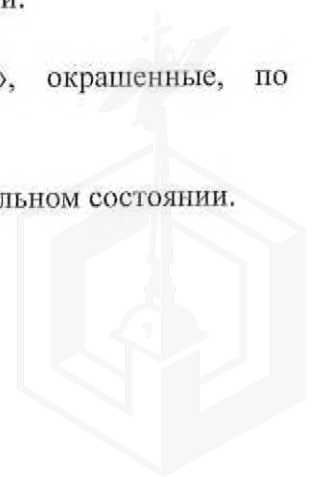 и.
», окрашенные, по
льном состоянии.